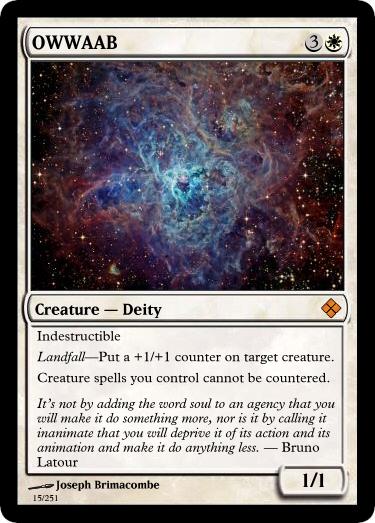 OWWAAB 3
Creature — Deity
Indestructible
Landfall—Put a +1/+1 counter on target creature.
Creature spells you control cannot be countered.
It's not by adding the word soul to an agency that you
will make it do something more, nor is it by calling it
inanimate that you will deprive it of its action and its
animation and make it do anything less. — Bruno
Latour
1/1
Joseph Brimacombe
15/251